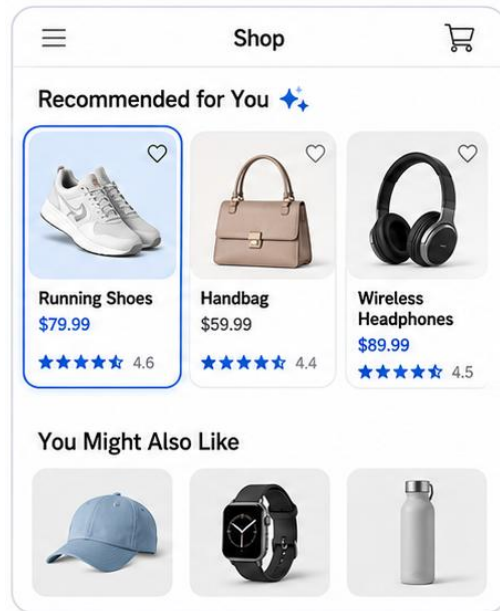 Shop
Recommended for You
Running Shoes
$79.99
4.6
Handbag
$59.99
4.4
Wireless
Headphones
$89.99
4.5
You Might Also Like